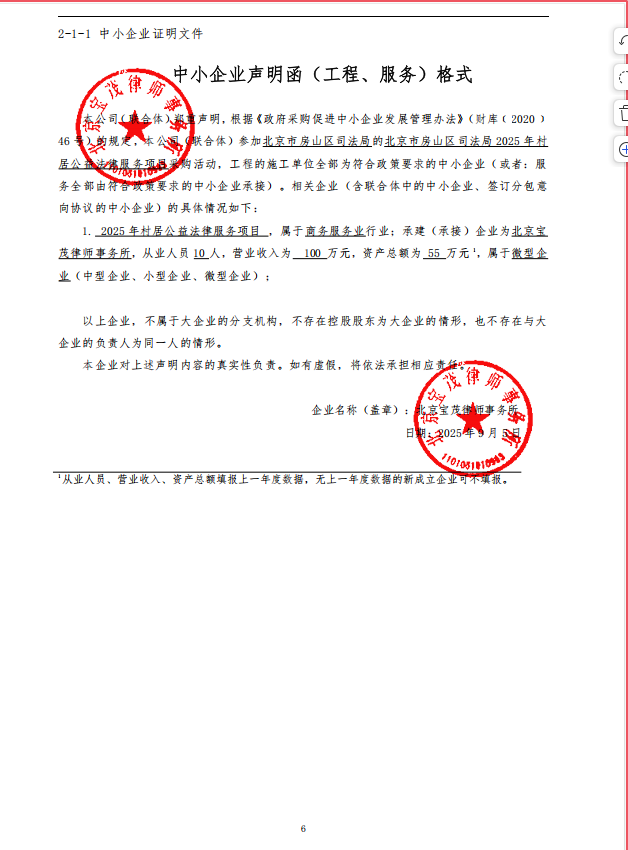 2-1-1 中小企业证明文件
中小企业声明函（工程、服务）格式
本公司（联合体）郑重声明，根据《政府采购促进中小企业发展管理办法》（财库﹝2020﹞
46号）的规定，本公司（联合体）参加北京市房山区司法局的北京市房山区司法局2025年村
居公益法律服务项目采购活动，工程的施工单位全部为符合政策要求的中小企业（或者：服
务全部由符合政策要求的中小企业承接）。相关企业（含联合体中的中小企业、签订分包意
向协议的中小企业）的具体情况如下：
1. 2025年村居公益法律服务项目，属于商务服务业行业；承建（承接）企业为北京宝
茂律师事务所，从业人员10人，营业收入为 100 万元，资产总额为 55 万元¹，属于微型企
业（中型企业、小型企业、微型企业）；
以上企业，不属于大企业的分支机构，不存在控股股东为大企业的情形，也不存在与大
企业的负责人为同一人的情形。
本企业对上述声明内容的真实性负责。如有虚假，将依法承担相应责任。
企业名称（盖章）：北京宝茂律师事务所
日期：2025年9月5日
¹从业人员、营业收入、资产总额填报上一年度数据，无上一年度数据的新成立企业可不填报。
北京宝茂律师事务所
北京宝茂律师事务所
6